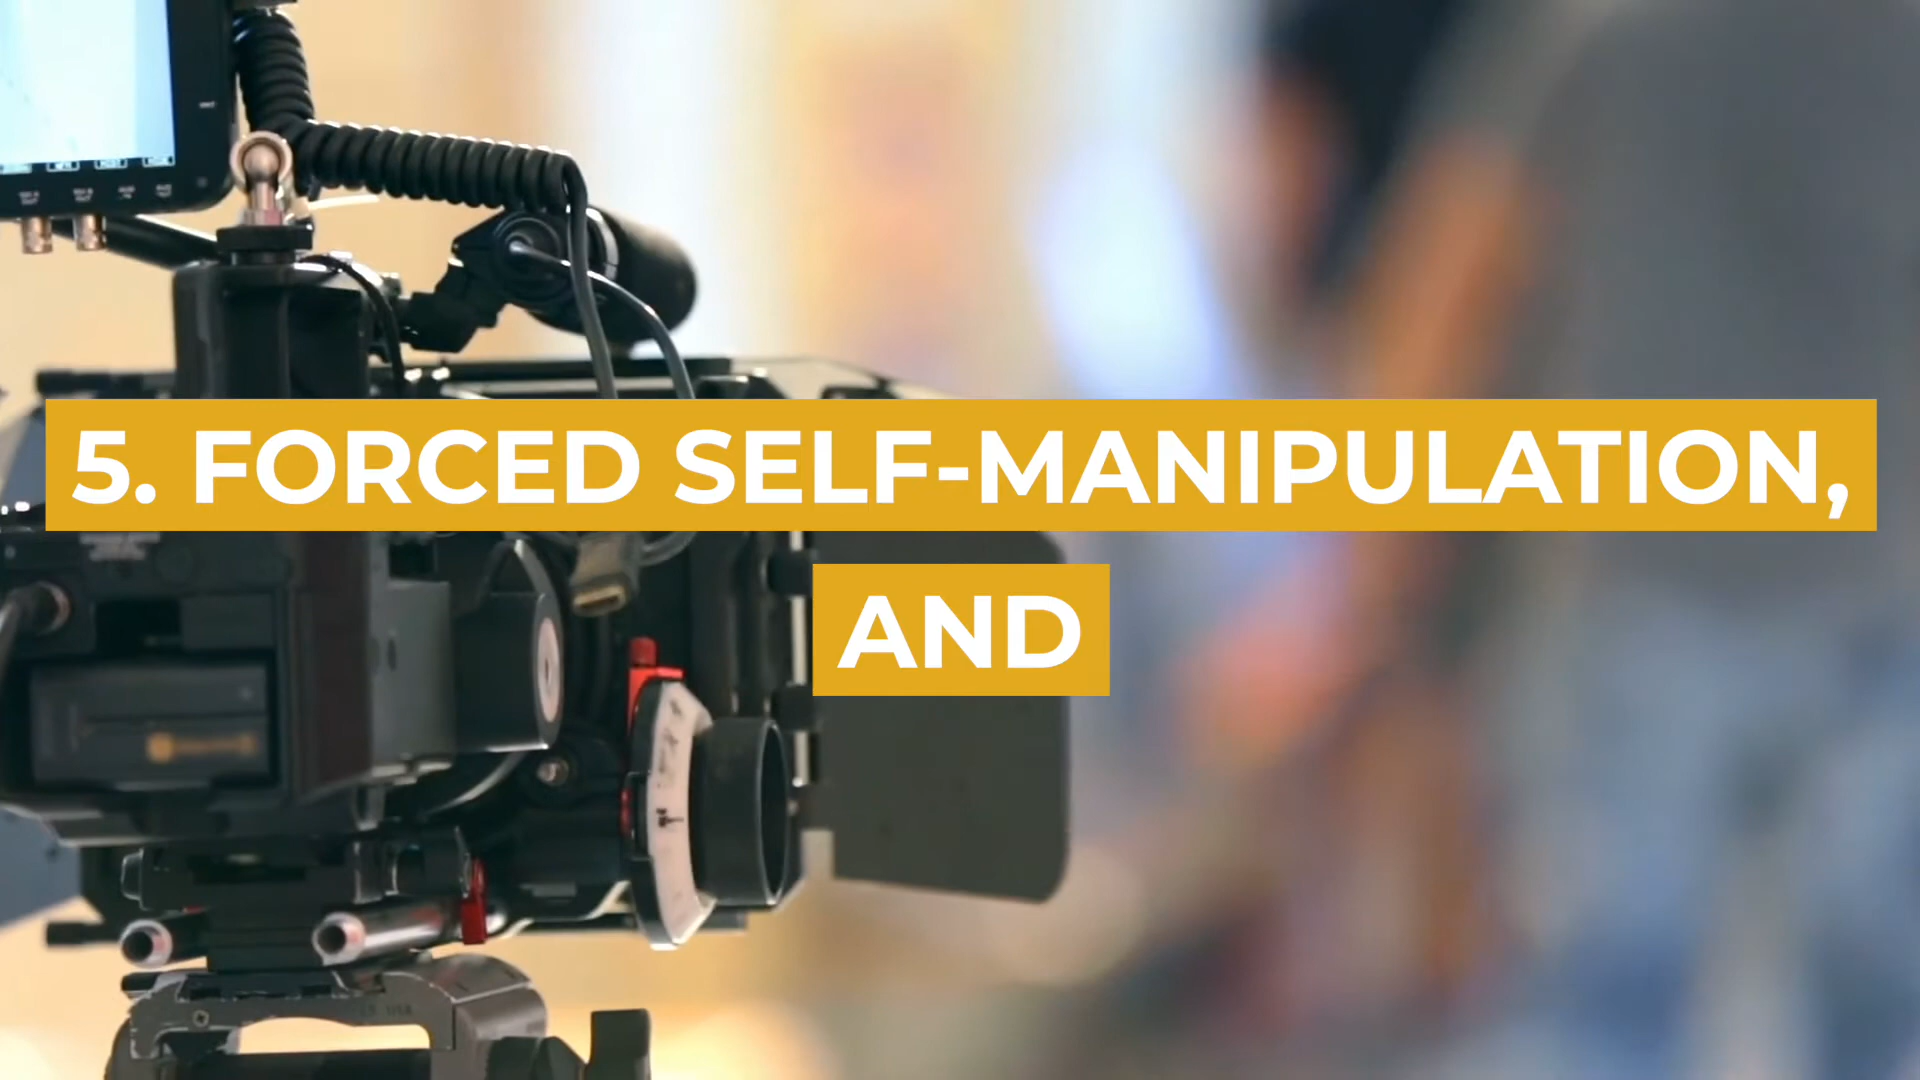 5. FORCED SELF-MANIPULATION,
AND